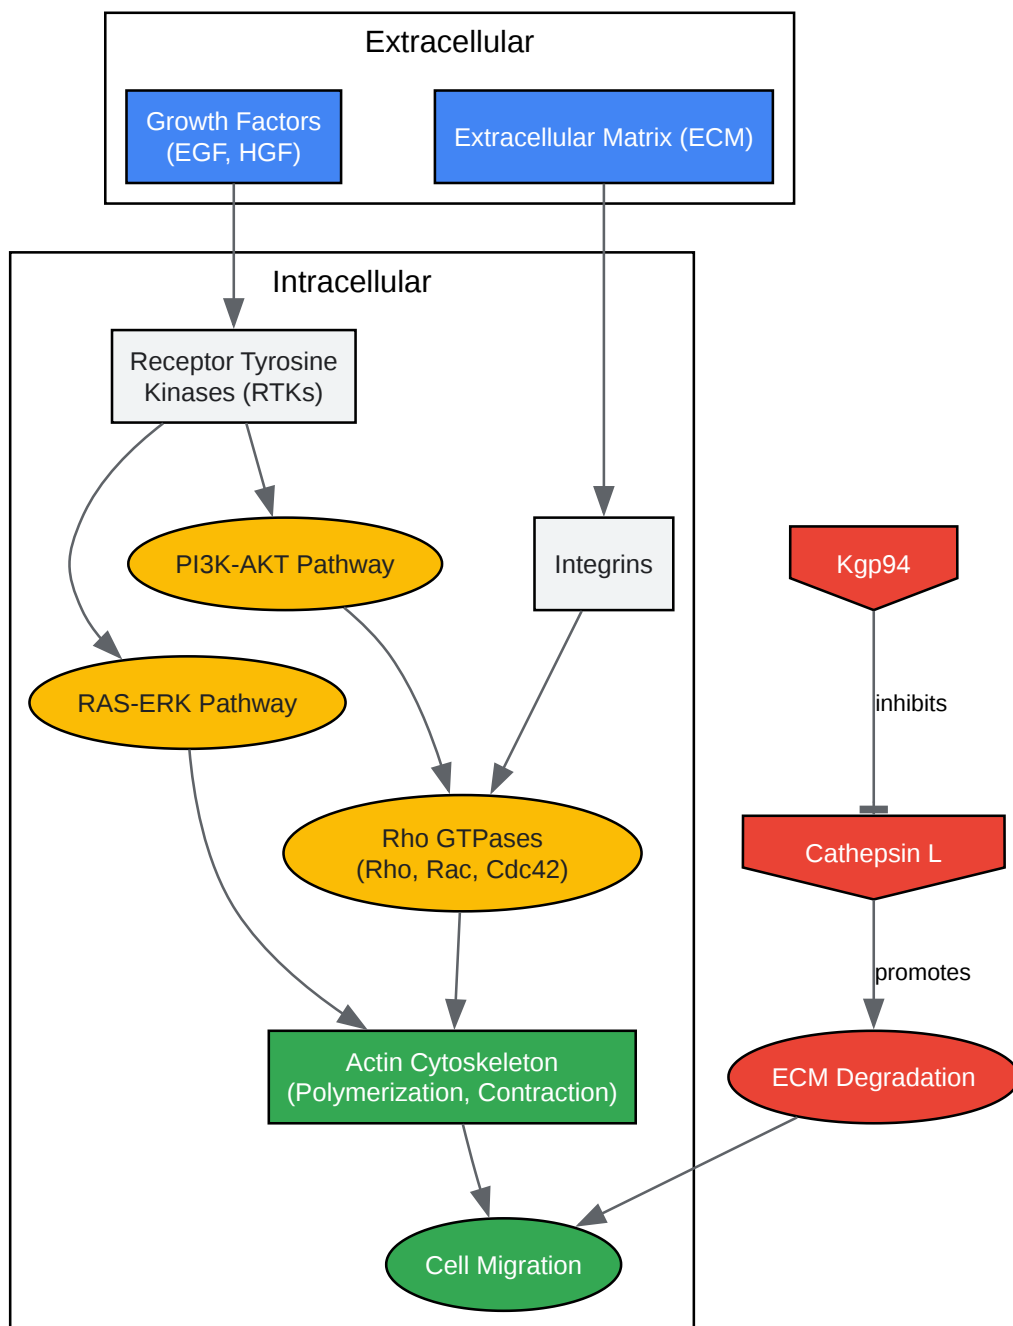 Extracellular
Growth Factors
(EGF, HGF)
Extracellular Matrix (ECM)
Intracellular
Receptor Tyrosine
Kinases (RTKs)
PI3K-AKT Pathway
Integrins
Kgp94
RAS-ERK Pathway
inhibits
Rho GTPases
(Rho, Rac, Cdc42)
Cathepsin L
promotes
Actin Cytoskeleton
(Polymerization, Contraction)
ECM Degradation
Cell Migration